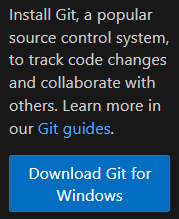 Install Git, a popular
source control system,
to track code changes
and collaborate with
others. Learn more in
our Git guides.
Download Git for
Windows